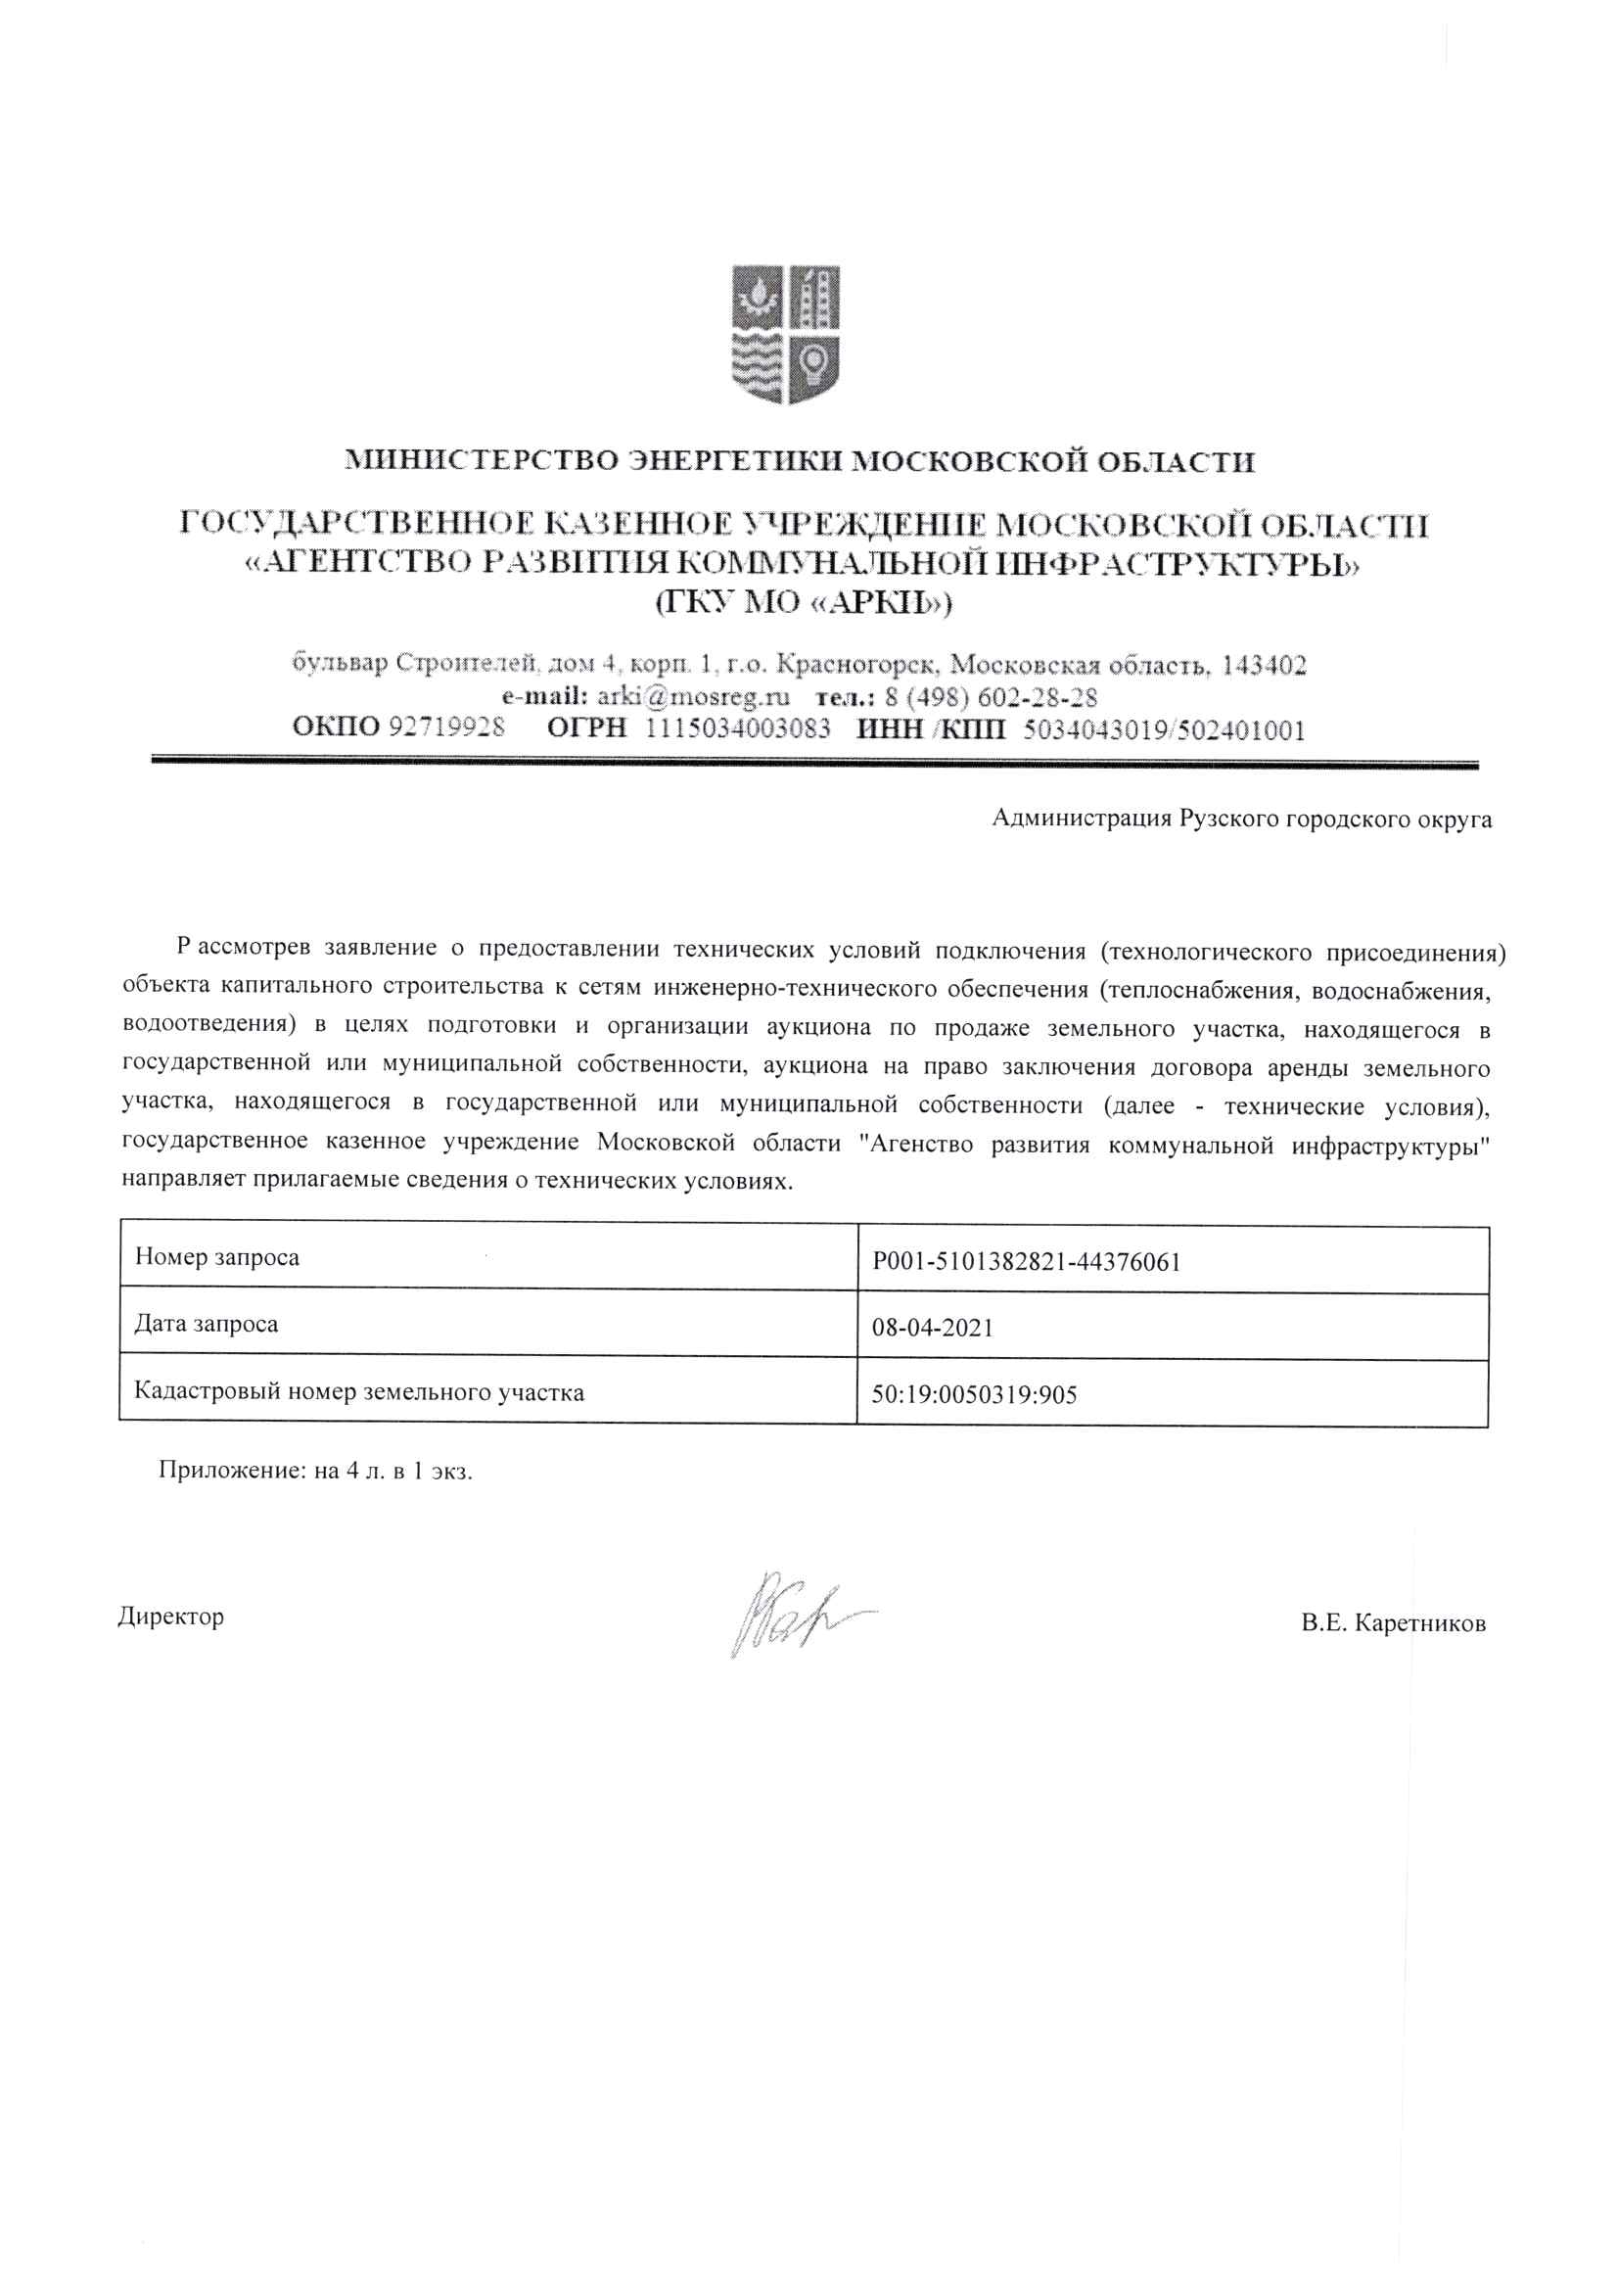 МИНИСТЕРСТВО ЭНЕРГЕТИКИ МОСКОВСКОЙ ОБЛАСТИ
ГОСУДАРСТВЕННОЕ КАЗЕННОЕ УЧРЕЖДЕНИЕ МОСКОВСКОЙ ОБЛАСТИ
«АГЕНТСТВО РАЗВИТИЯ КОММУНАЛЬНОЙ ИНФРАСТРУКТУРЫ»
(ГКУ МО «АРКИ»)
бульвар Строителей, дом 4, корп. 1, г.о. Красногорск, Московская область, 143402
e-mail: arki@mosreg.ru тел.: 8 (498) 602-28-28
ОКПО 92719928 ОГРН 1115034003083 ИНН /КПП 5034043019/502401001
Администрация Рузского городского округа
Р ассмотрев заявление о предоставлении технических условий подключения (технологического присоединения)
объекта капитального строительства к сетям инженерно-технического обеспечения (теплоснабжения, водоснабжения,
водоотведения) в целях подготовки и организации аукциона по продаже земельного участка, находящегося в
государственной или муниципальной собственности, аукциона на право заключения договора аренды земельного
участка, находящегося в государственной или муниципальной собственности (далее - технические условия),
государственное казенное учреждение Московской области "Агенство развития коммунальной инфраструктуры"
направляет прилагаемые сведения о технических условиях.
Номер запроса P001-5101382821-44376061
Дата запроса 08-04-2021
Кадастровый номер земельного участка 50:19:0050319:905
Приложение: на 4 л. в 1 экз.
Директор В.Е. Каретников